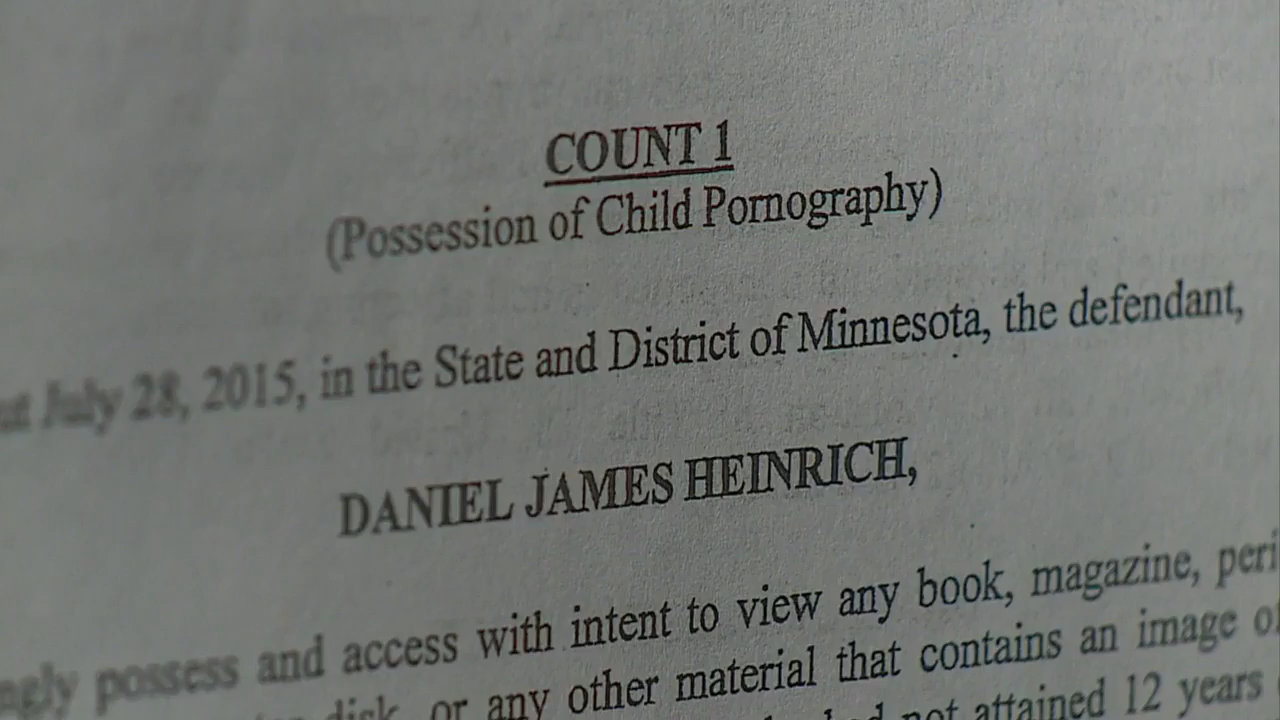 COUNT 1
(Possession of Child Pornography)
July 28, 2015, in the State and District of Minnesota, the defendant,
DANIEL JAMES HEINRICH,
possess and access with intent to view any book, magazine,
disk, or any other material that contains an image
not attained 12 years